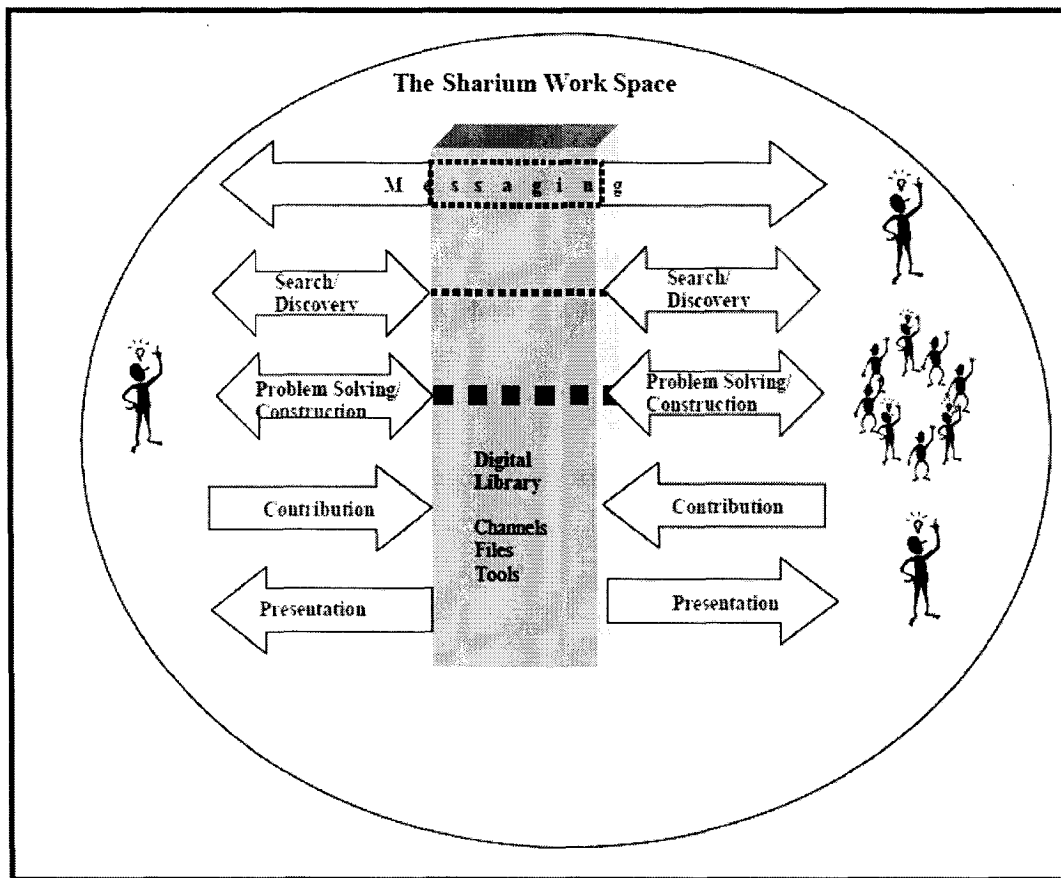 The Sharium Work Space
Messaging
Search/
Discovery
Search/
Discovery
Problem Solving/
Construction
Problem Solving/
Construction
Digital
Library
Channels
Files
Tools
Contribution
Contribution
Presentation
Presentation